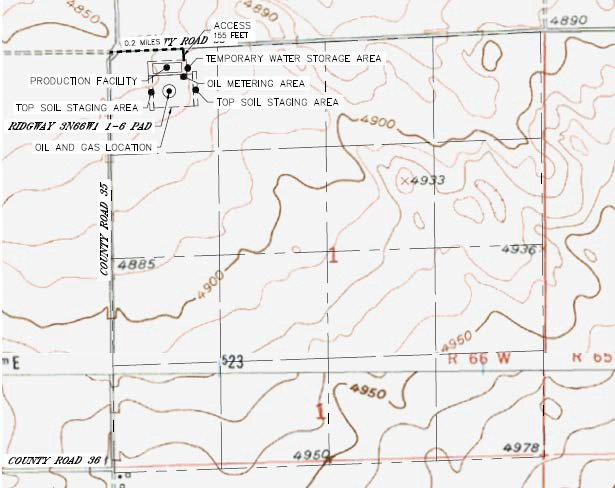 4890
4890
ACCESS
155 FEET
0.2 MILES
TY ROAD 38
TEMPORARY WATER STORAGE AREA
PRODUCTION FACILITY
OIL METERING AREA
TOP SOIL STAGING AREA
TOP SOIL STAGING AREA
RIDGWAY 3N66W1 1-6 PAD
OIL AND GAS LOCATION
4900
4933
COUNTY ROAD 35
4885
1
4936
4900
4950
E
523
R 66 W
R 65
4950
1
COUNTY ROAD 36
4950
4978